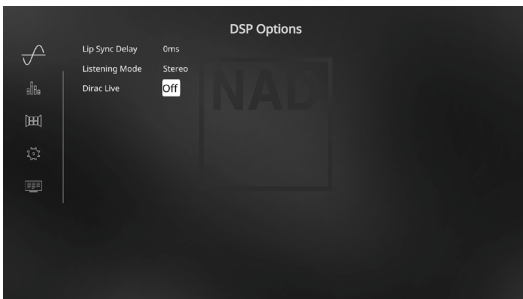 DSP Options
Lip Sync Delay 0ms
Listening Mode Stereo
Dirac Live Off
NAD